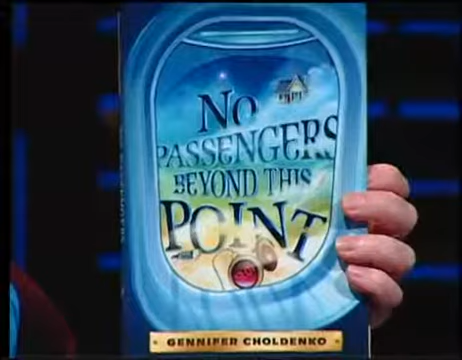 NO
PASSENGERS
BEYOND THIS
POINT
GENNIFER CHOLDENKO